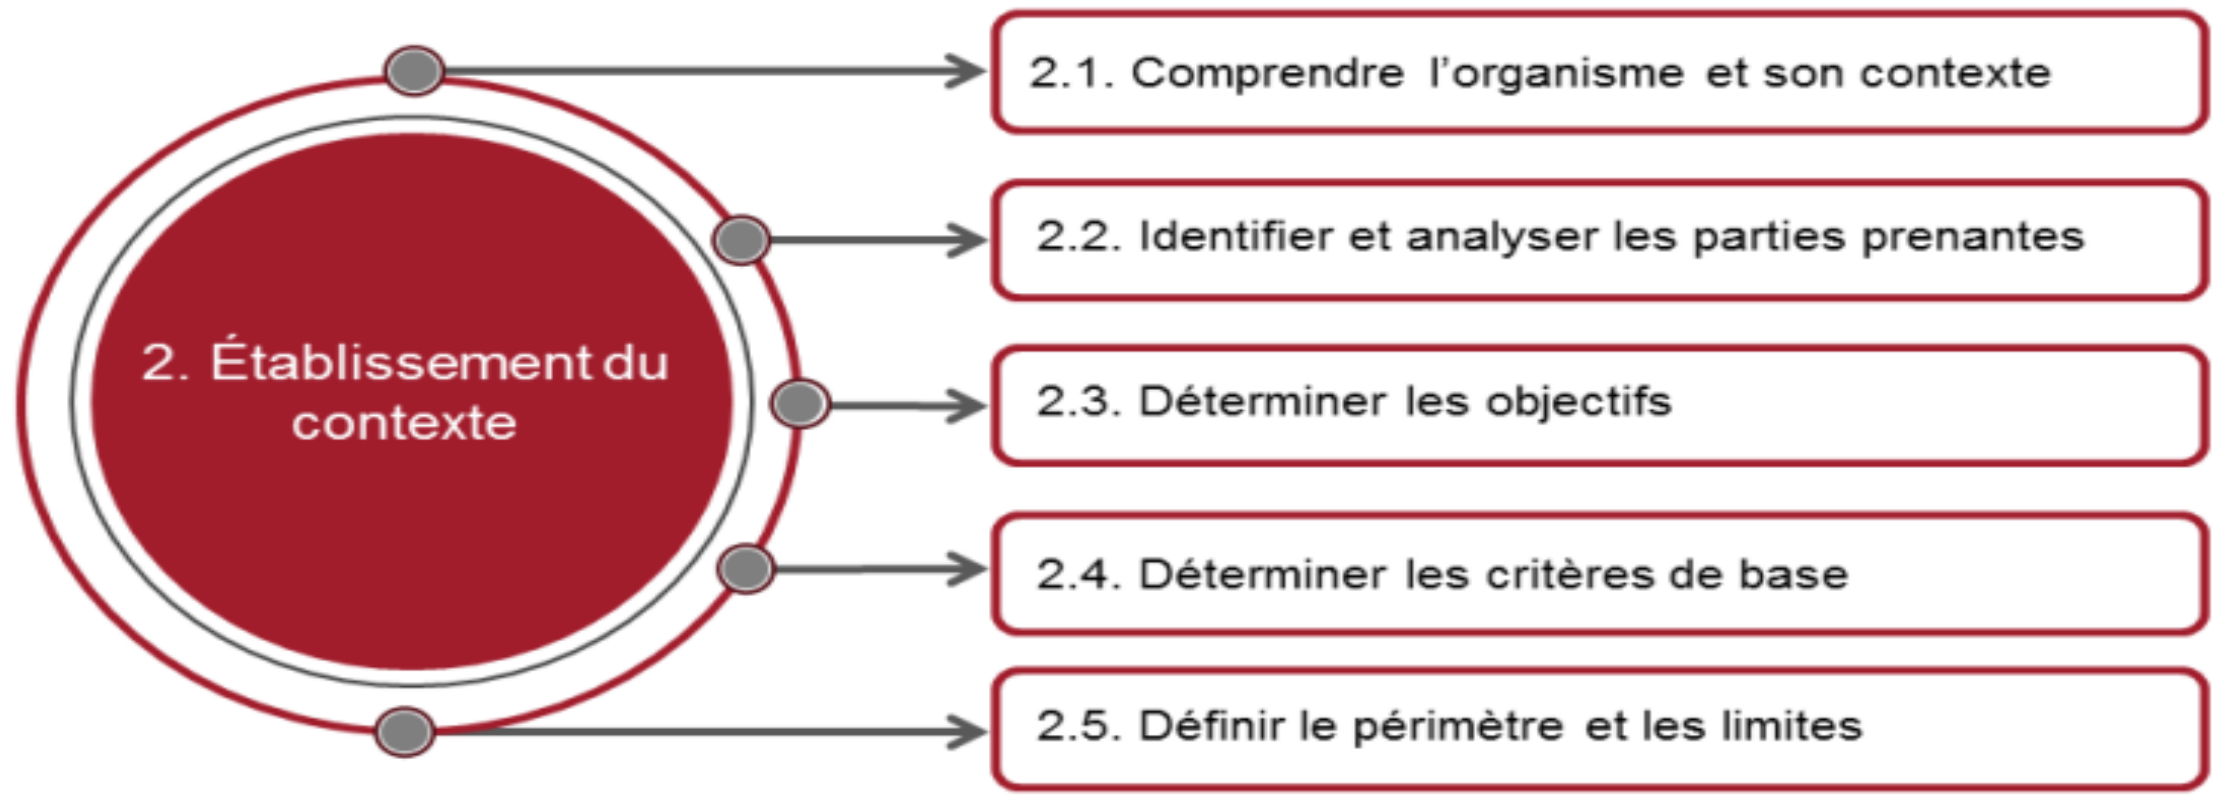 2. Établissement du
contexte
2.1. Comprendre l’organisme et son contexte
2.2. Identifier et analyser les parties prenantes
2.3. Déterminer les objectifs
2.4. Déterminer les critères de base
2.5. Définir le périmètre et les limites